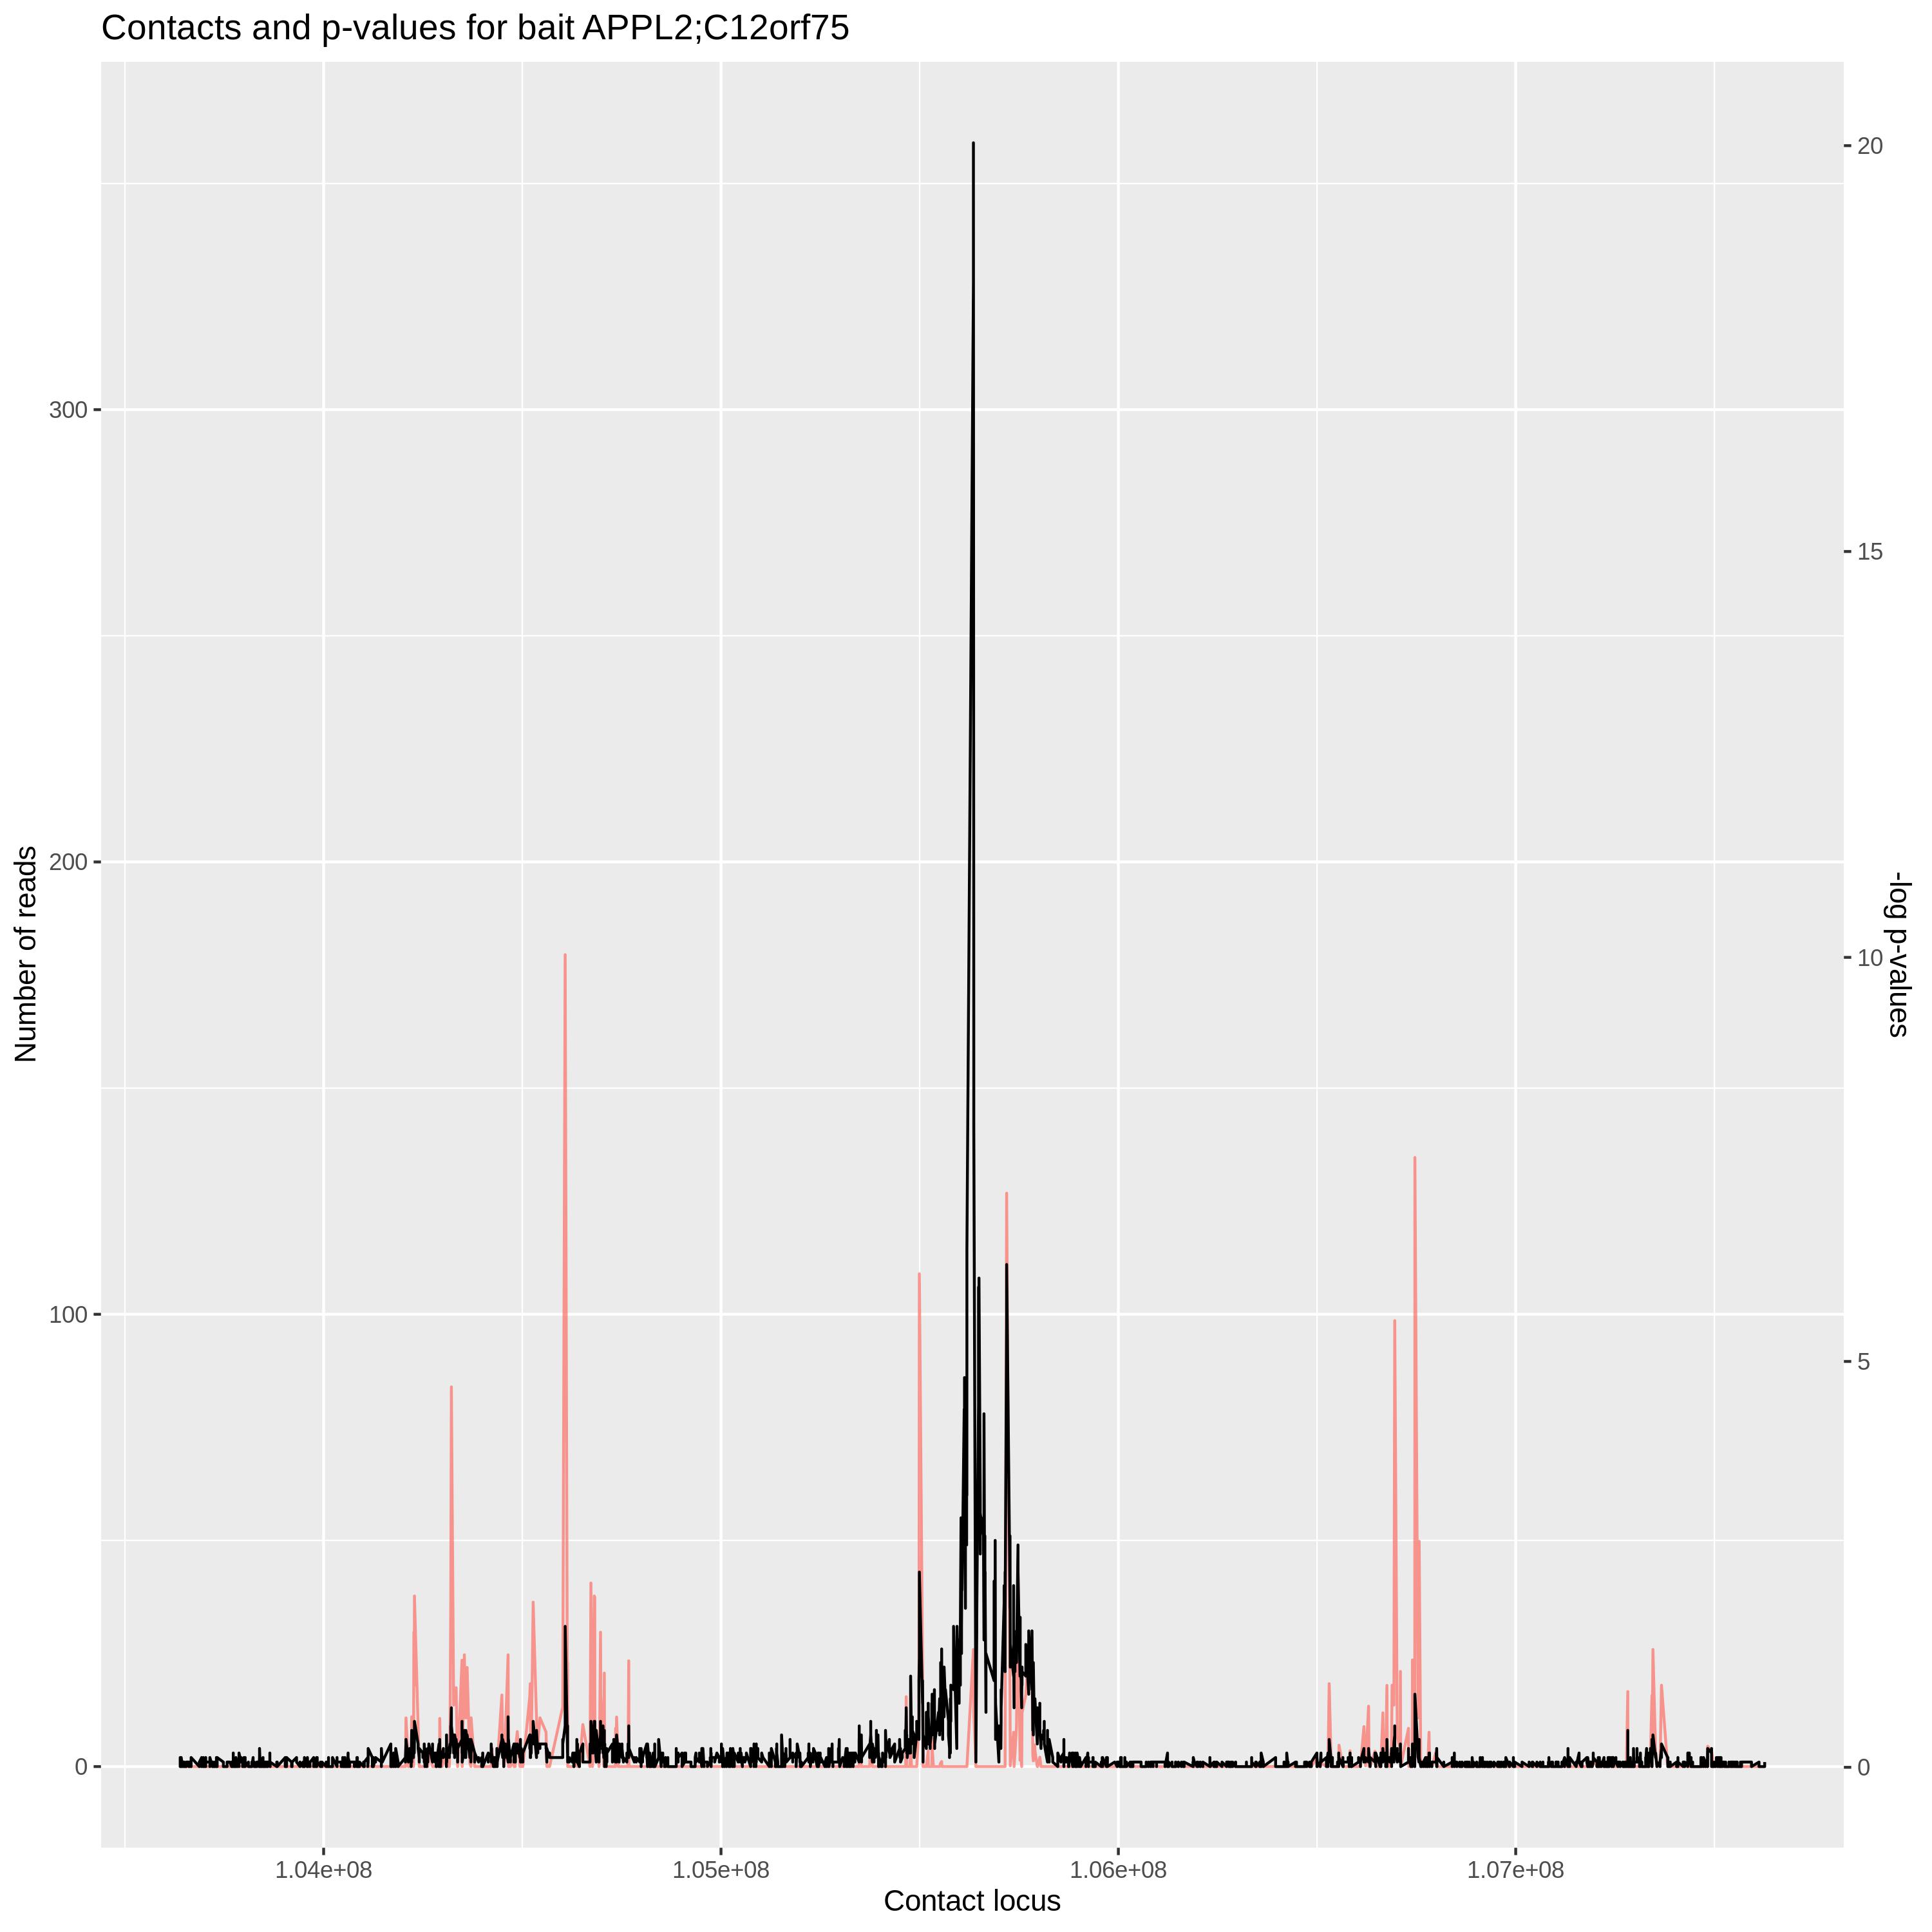 Contacts and p-values for bait APPL2;C12orf75
Number of reads
300
200
100
0
20
15
10
5
0
-log p-values
1.04e+08
1.05e+08
1.06e+08
1.07e+08
Contact locus